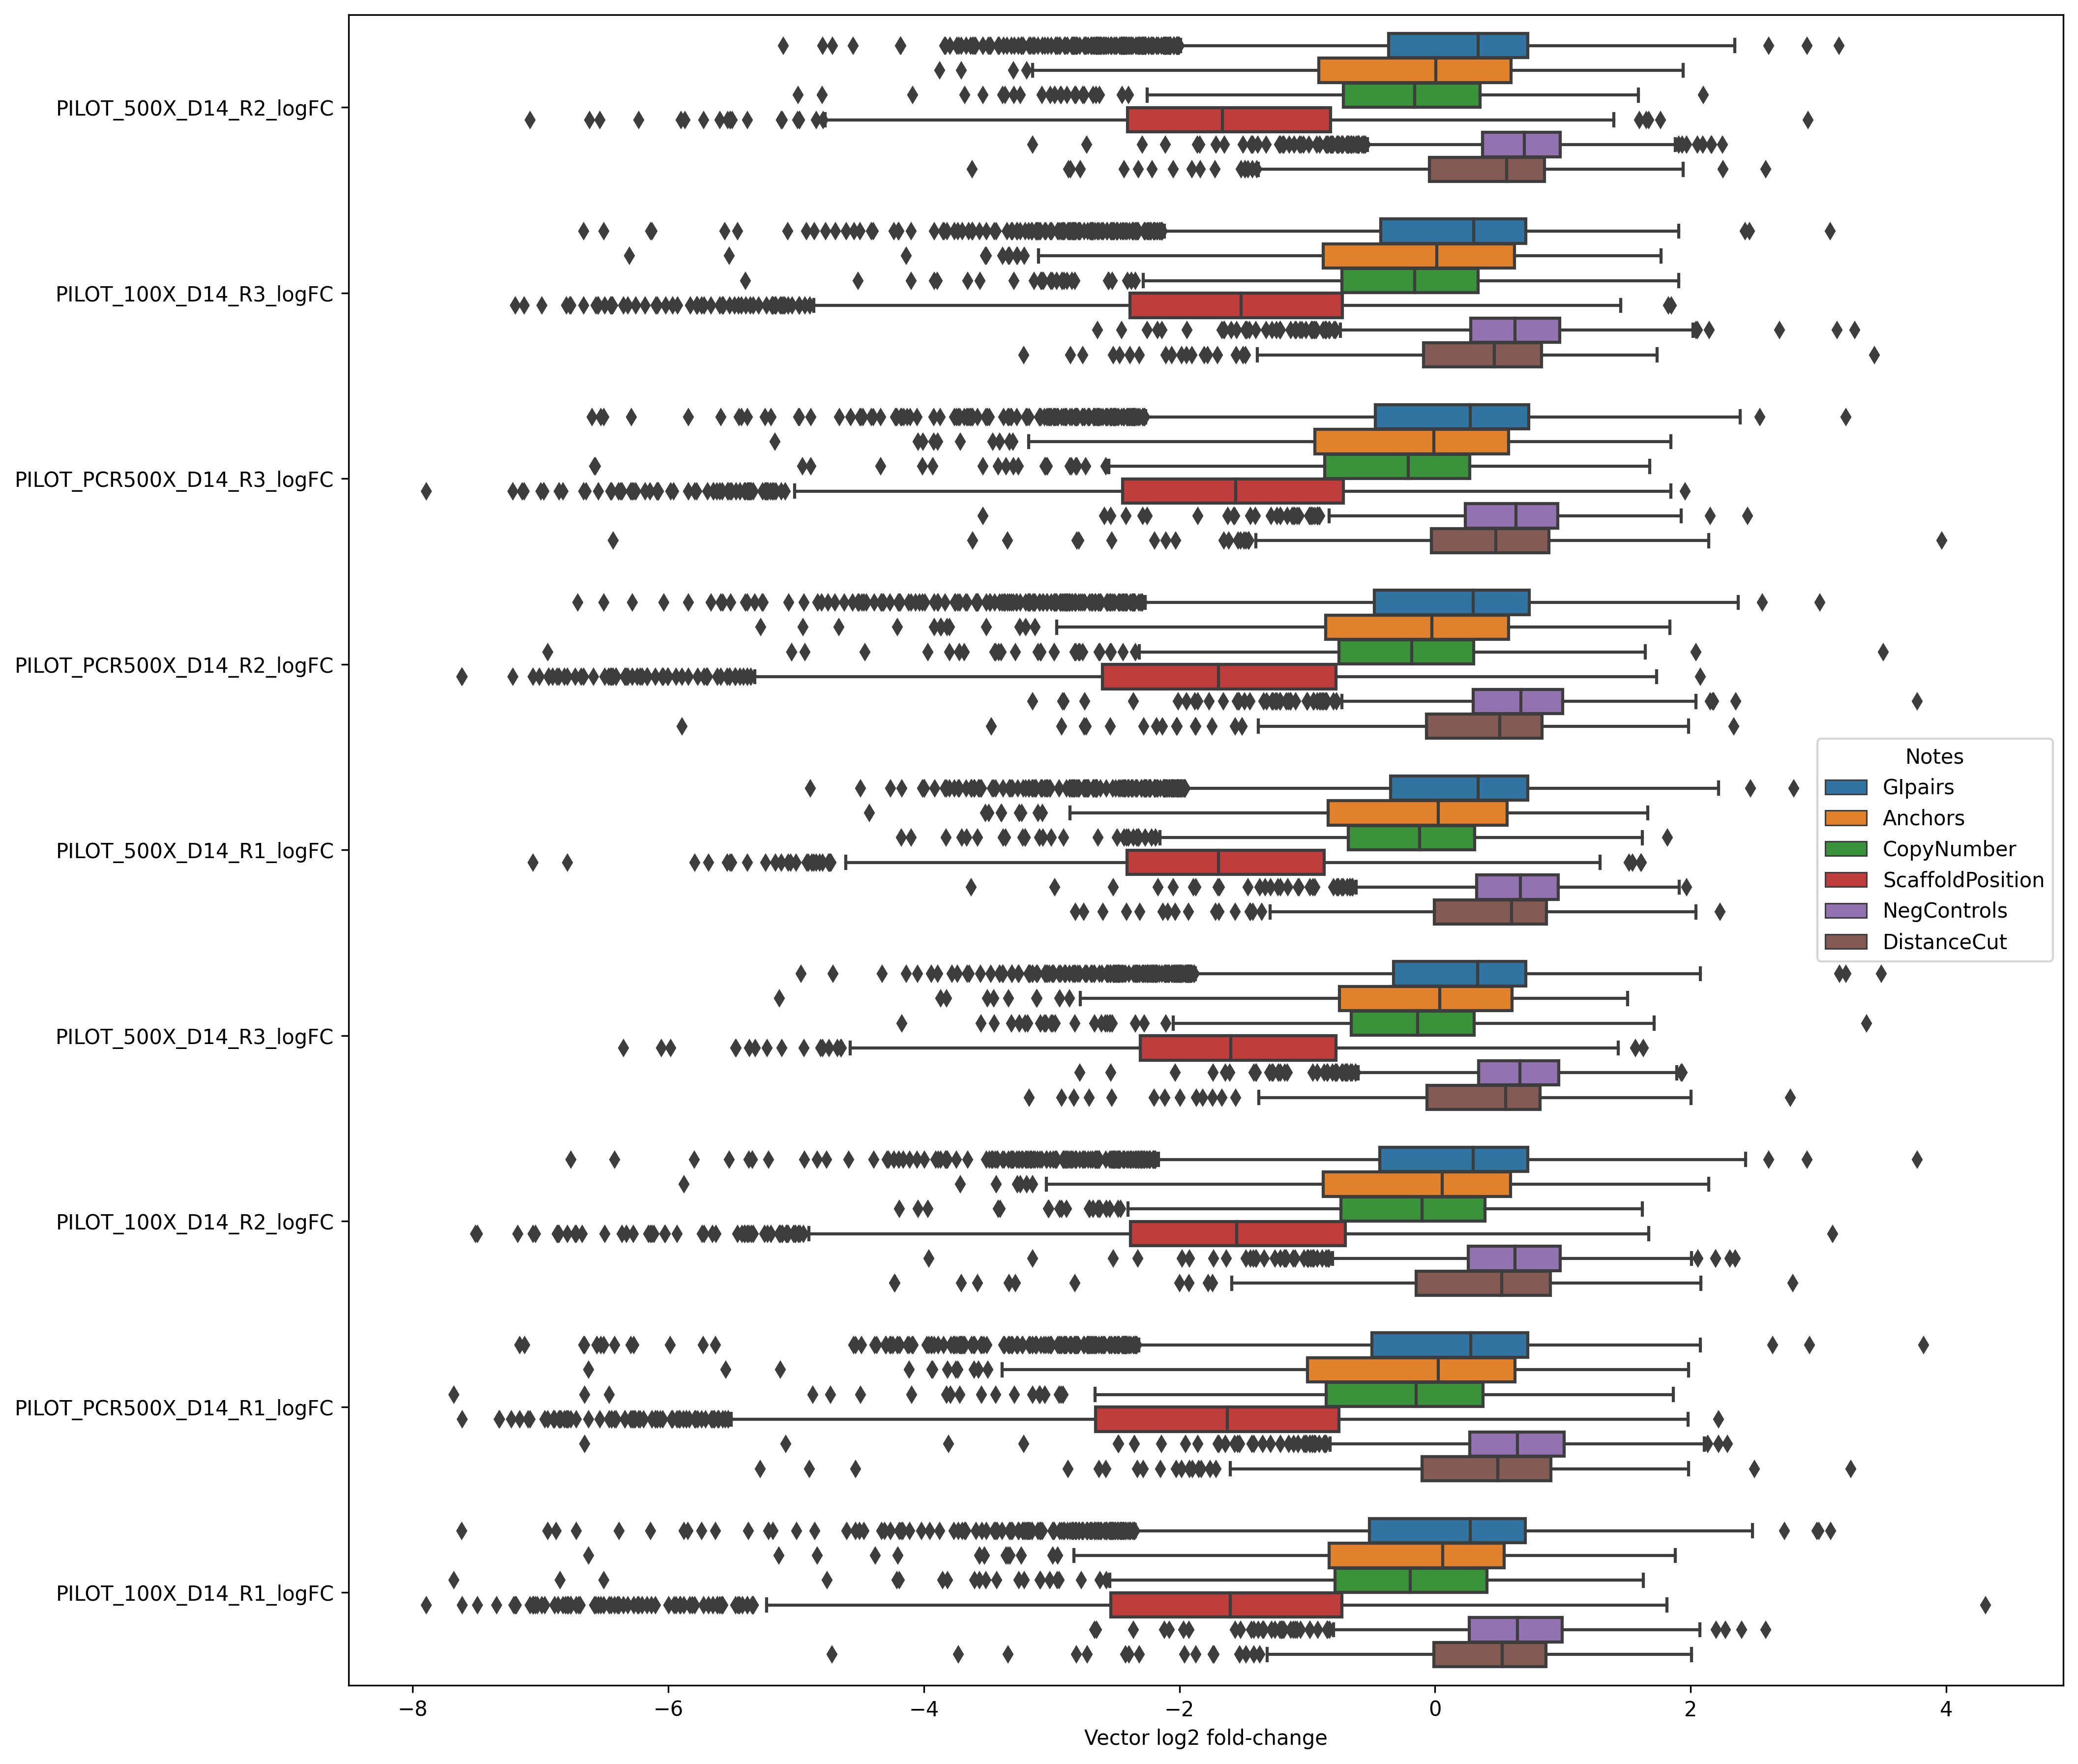 PILOT_500X_D14_R2_logFC
PILOT_100X_D14_R3_logFC
PILOT_PCR500X_D14_R3_logFC
PILOT_PCR500X_D14_R2_logFC
PILOT_500X_D14_R1_logFC
PILOT_500X_D14_R3_logFC
PILOT_100X_D14_R2_logFC
PILOT_PCR500X_D14_R1_logFC
PILOT_100X_D14_R1_logFC
Notes
GIpairs
Anchors
CopyNumber
ScaffoldPosition
NegControls
DistanceCut
−8 −6 −4 −2 0 2 4
Vector log2 fold-change